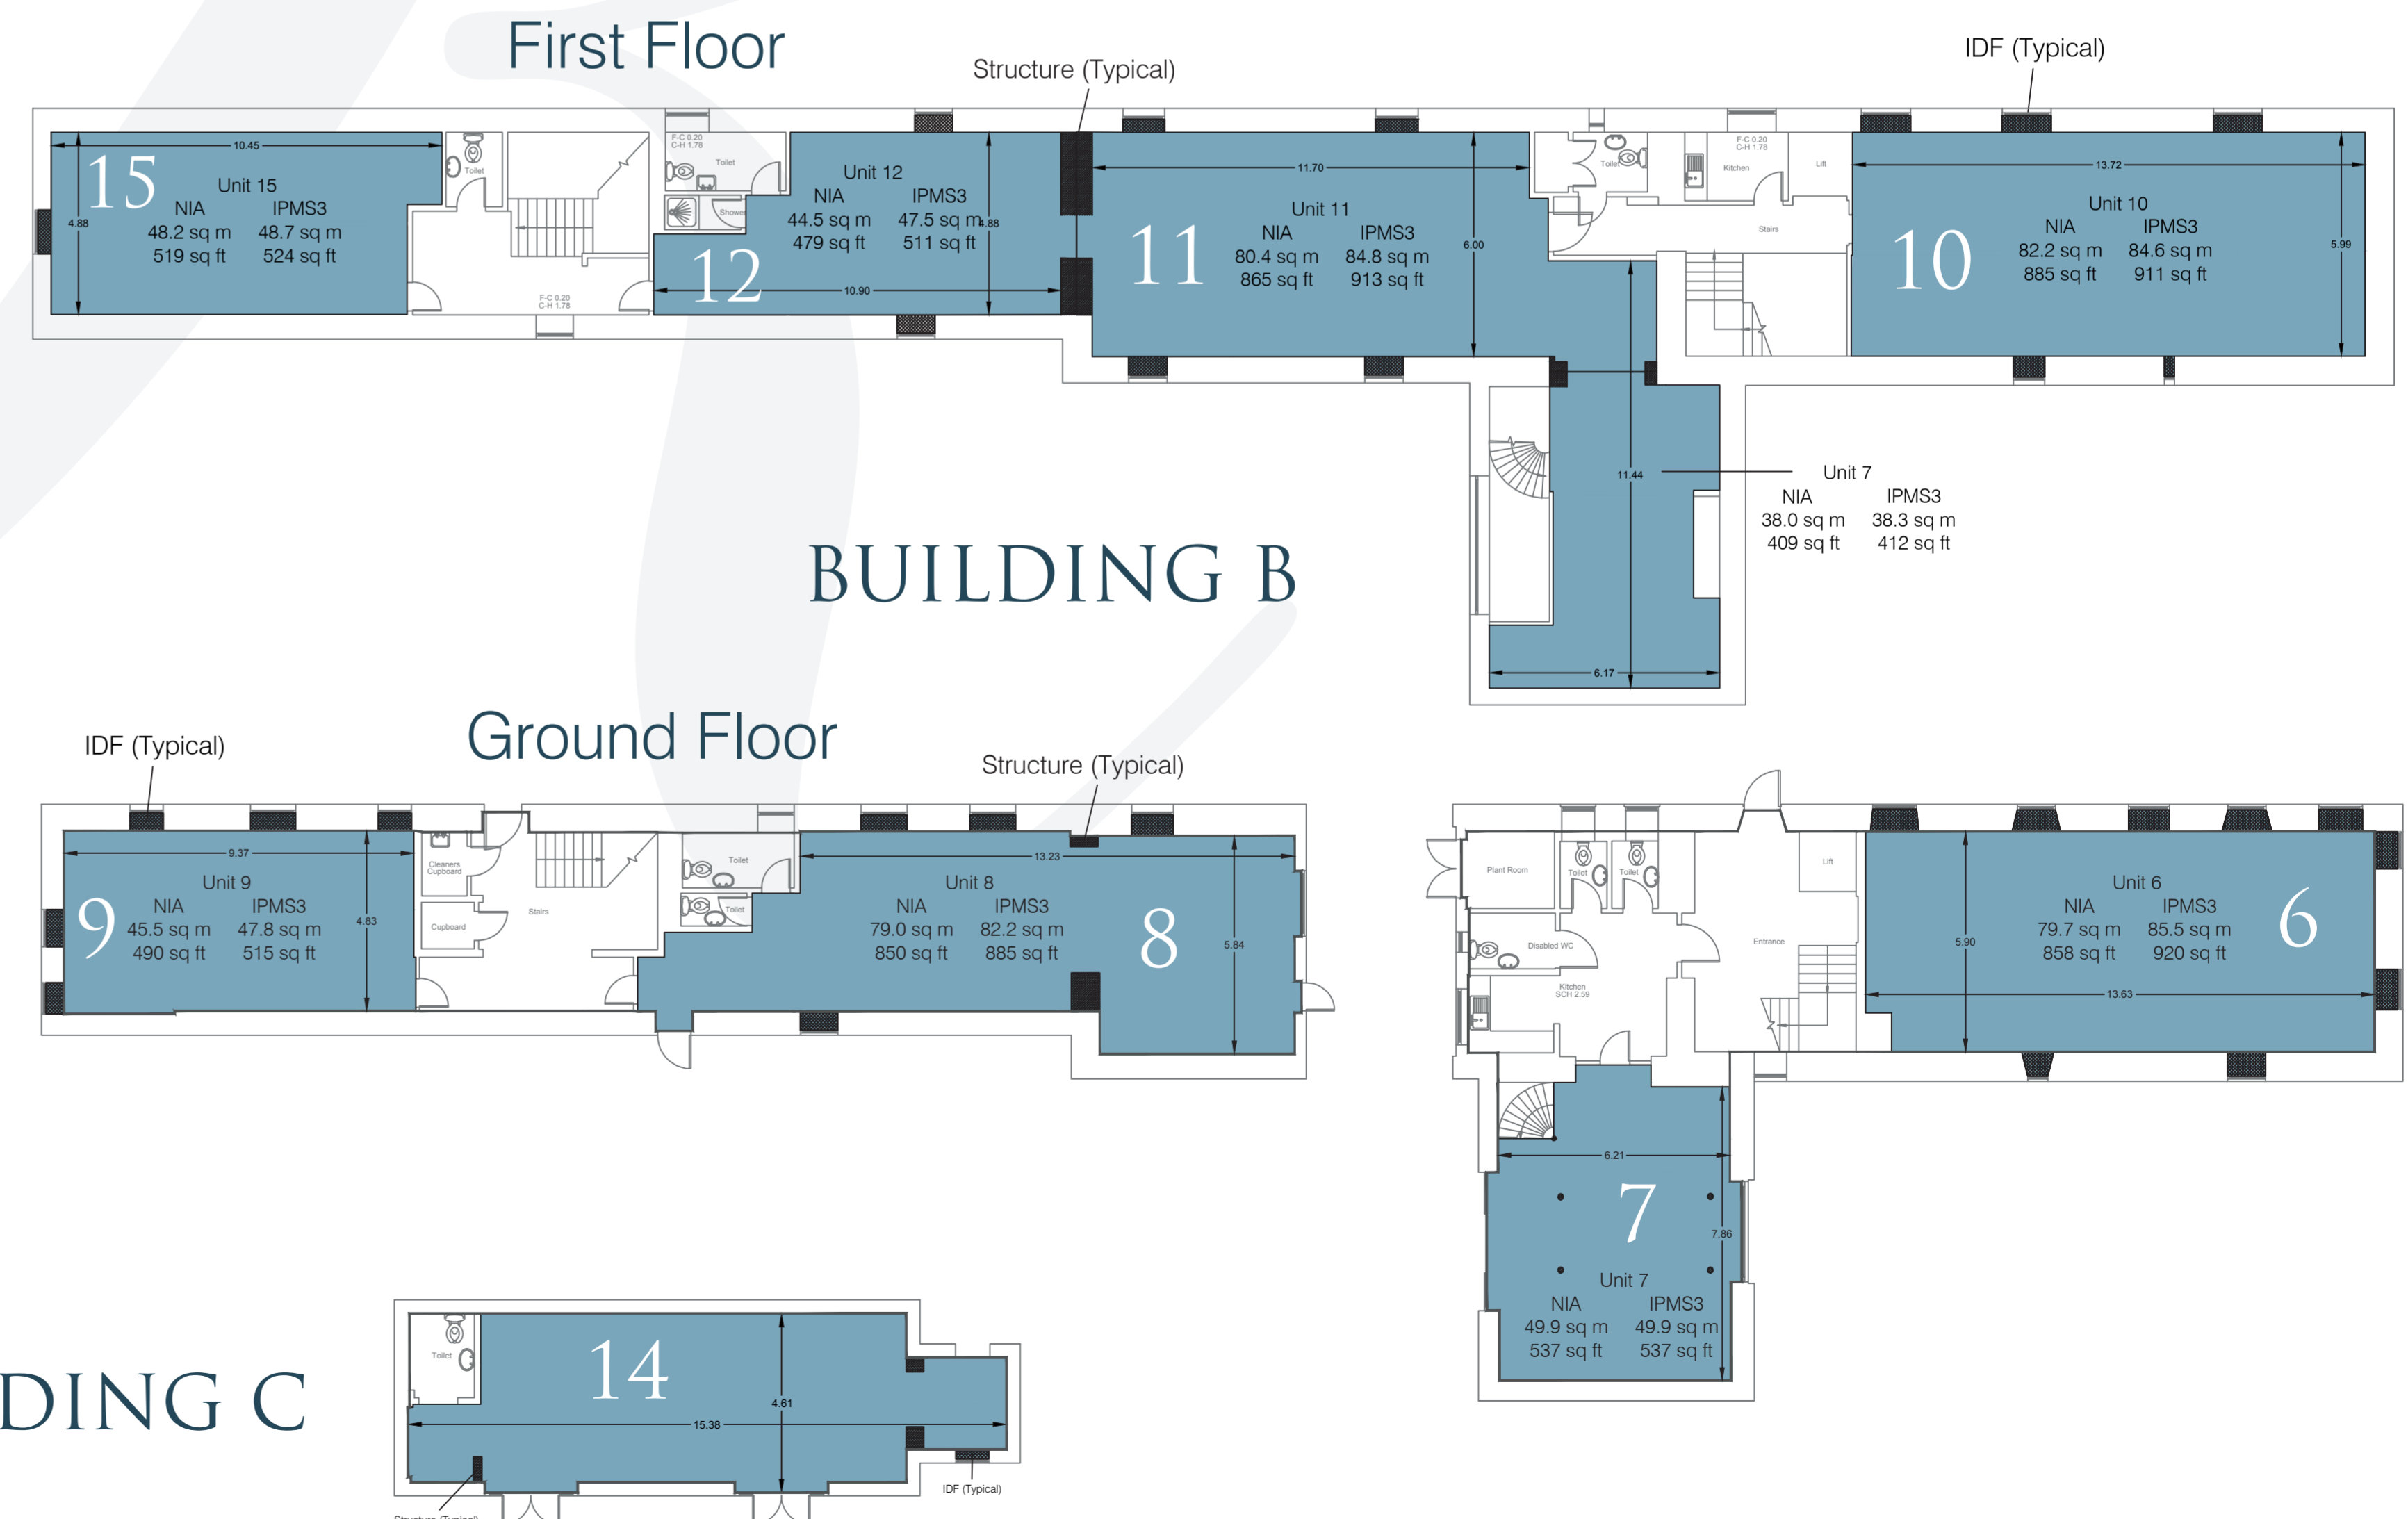 First Floor
Structure (Typical)
IDF (Typical)
15
10.45
4.88
Unit 15
NIA IPMS3
48.2 sq m 48.7 sq m
519 sq ft 524 sq ft
Toilet
F-C 0.20
C-H 1.78
F-C 0.20
C-H 1.78
Toilet
Shower
12
Unit 12
NIA IPMS3
44.5 sq m 47.5 sq m
479 sq ft 511 sq ft
4.88
10.90
11
11.70
Unit 11
NIA IPMS3
80.4 sq m 84.8 sq m
865 sq ft 913 sq ft
6.00
Toilet
F-C 0.20
C-H 1.78
Kitchen
Lift
Stairs
10
13.72
Unit 10
NIA IPMS3
82.2 sq m 84.6 sq m
885 sq ft 911 sq ft
5.99
11.44
Unit 7
NIA IPMS3
38.0 sq m 38.3 sq m
409 sq ft 412 sq ft
6.17
BUILDING B
Ground Floor
IDF (Typical)
Structure (Typical)
9
9.37
Unit 9
NIA IPMS3
45.5 sq m 47.8 sq m
490 sq ft 515 sq ft
4.83
Cleaners
Cupboard
Cupboard
Stairs
Toilet
Toilet
13.23
Unit 8
NIA IPMS3
79.0 sq m 82.2 sq m
850 sq ft 885 sq ft
8
5.84
Plant Room
Toilet
Toilet
Disabled WC
Kitchen
SCH 2.59
Lift
Entrance
5.90
Unit 6
NIA IPMS3
79.7 sq m 85.5 sq m
858 sq ft 920 sq ft
13.63
6
6.21
7
7.86
Unit 7
NIA IPMS3
49.9 sq m 49.9 sq m
537 sq ft 537 sq ft
DING C
Toilet
14
4.61
15.38
IDF (Typical)
Structure (Typical)